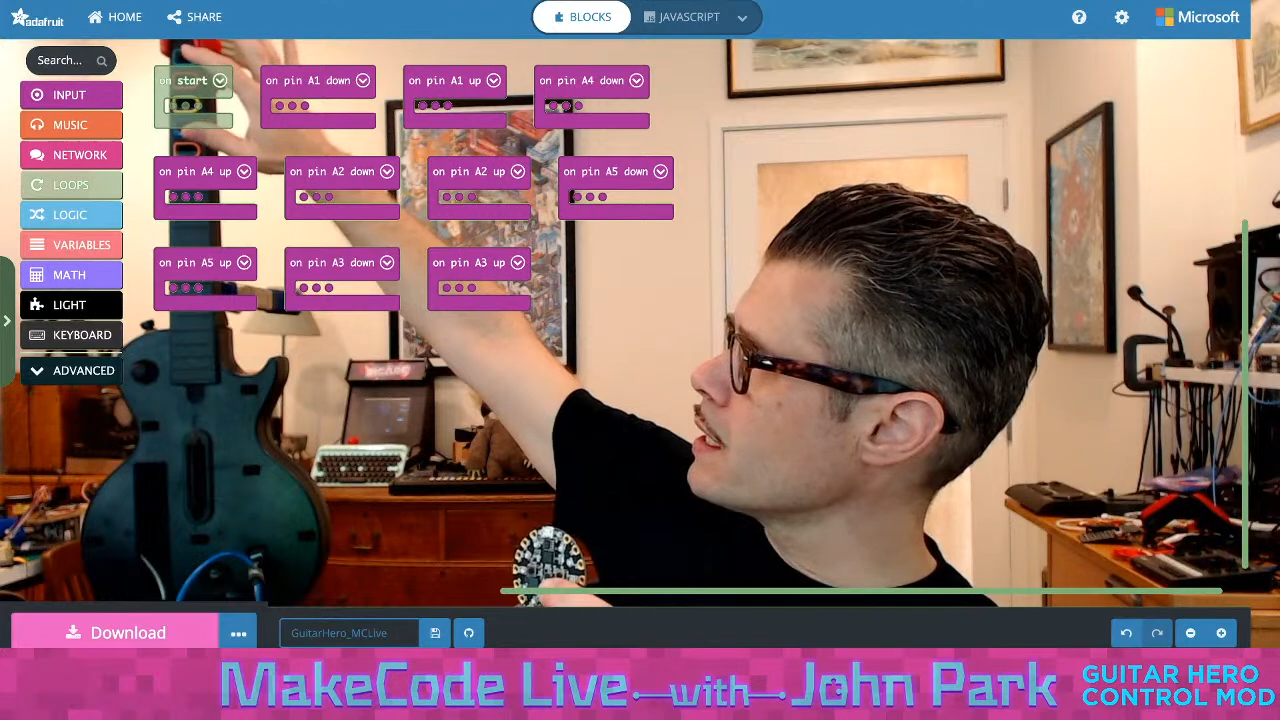 adafruit
HOME
SHARE
BLOCKS
JAVASCRIPT
Microsoft
Search...
INPUT
MUSIC
NETWORK
LOOPS
LOGIC
VARIABLES
MATH
LIGHT
KEYBOARD
ADVANCED
on start
on pin A1 down
on pin A1 up
on pin A4 down
on pin A4 up
on pin A2 down
on pin A2 up
on pin A5 down
on pin A5 up
on pin A3 down
on pin A3 up
Download
GuitarHero_MCLive
MakeCode Live with John Park
GUITAR HERO
CONTROL MOD